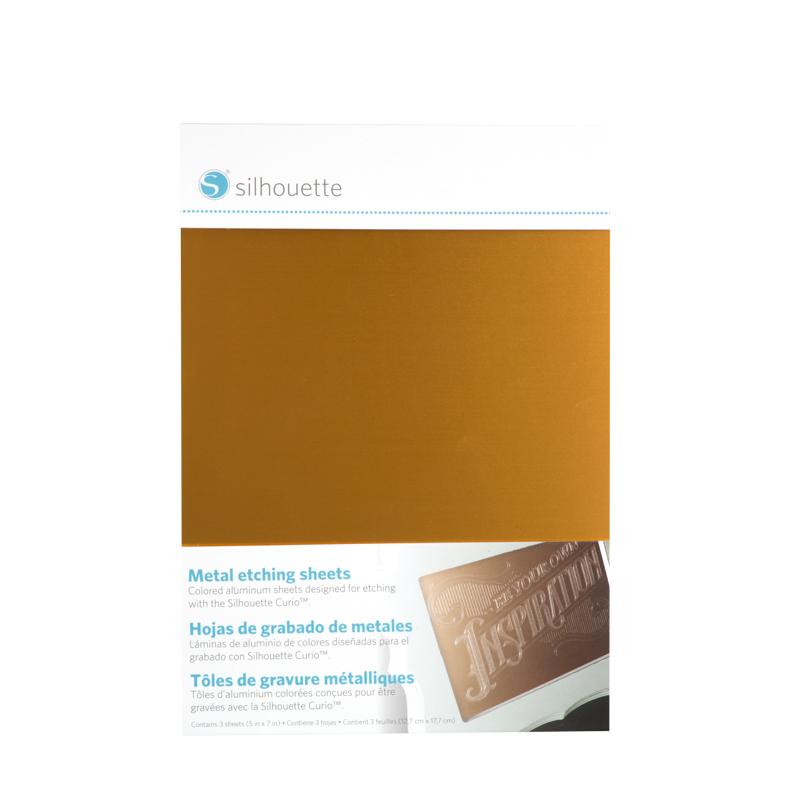 S® silhouette
Metal etching sheets
Colored aluminum sheets designed for etching
with the Silhouette Curio™.
Hojas de grabado de metales
Láminas de aluminio de colores diseñadas para el
grabado con Silhouette Curio™.
Tôles de gravure métalliques
Tôles d'aluminium colorées conçues pour être
gravées avec la Silhouette Curio™.
Contains 3 sheets (5 in x 7 in) • Contiene 3 hojas • Contient 3 feuilles (12,7 cm x 17,7 cm)
BE YOUR OWN
INSPIRATION